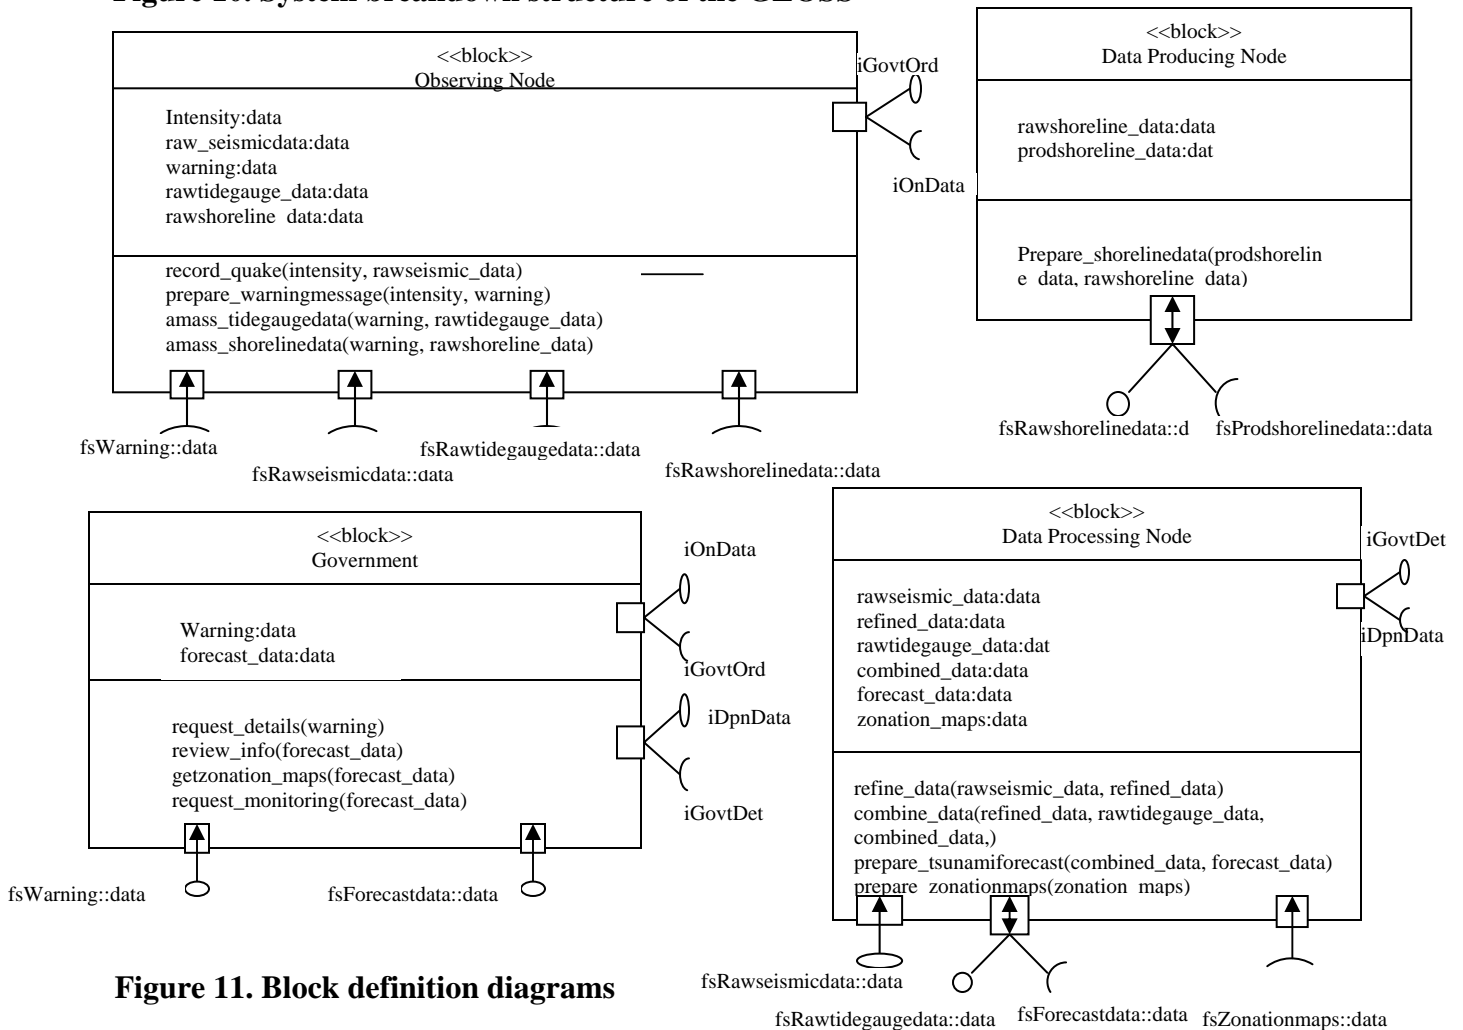 Figure 10. System breakdown structure of the GEOSS
<<block>>
Observing Node
Intensity:data
raw_seismicdata:data
warning:data
rawtidegauge_data:data
rawshoreline data:data
record_quake(intensity, rawseismic_data)
prepare_warningmessage(intensity, warning)
amass_tidegaugedata(warning, rawtidegauge_data)
amass_shorelinedata(warning, rawshoreline_data)
iGovtOrd
iOnData
fsWarning::data
fsRawseismicdata::data
fsRawtidegaugedata::data
fsRawshorelinedata::data
<<block>>
Data Producing Node
rawshoreline_data:data
prodshoreline_data:dat
Prepare_shorelinedata(prodshorelin
e data, rawshoreline data)
fsRawshorelinedata::d
fsProdshorelinedata::data
<<block>>
Government
Warning:data
forecast_data:data
request_details(warning)
review_info(forecast_data)
getzonation_maps(forecast_data)
request_monitoring(forecast_data)
iOnData
iGovtOrd
iDpnData
iGovtDet
fsWarning::data
fsForecastdata::data
<<block>>
Data Processing Node
rawseismic_data:data
refined_data:data
rawtidegauge_data:dat
combined_data:data
forecast_data:data
zonation_maps:data
refine_data(rawseismic_data, refined_data)
combine_data(refined_data, rawtidegauge_data,
combined_data,)
prepare_tsunamiforecast(combined_data, forecast_data)
prepare zonationmaps(zonation maps)
iGovtDet
iDpnData
fsRawseismicdata::data
fsRawtidegaugedata::data
fsForecastdata::data
fsZonationmaps::data
Figure 11. Block definition diagrams